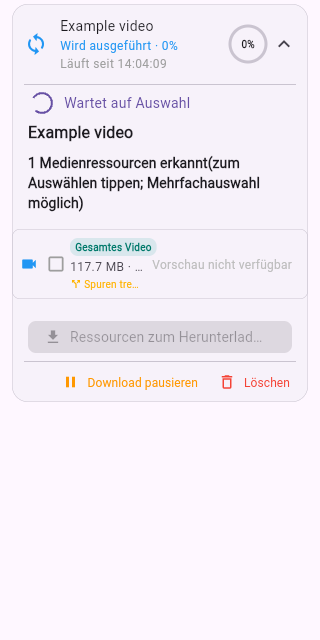 Example video
Wird ausgeführt · 0%
Läuft seit 14:04:09
0%
Wartet auf Auswahl
Example video
1 Medienressourcen erkannt(zum
Auswählen tippen; Mehrfachauswahl
möglich)
Gesamtes Video
117.7 MB · ...
Vorschau nicht verfügbar
Spuren tre...
Ressourcen zum Herunterlad...
Download pausieren
Löschen